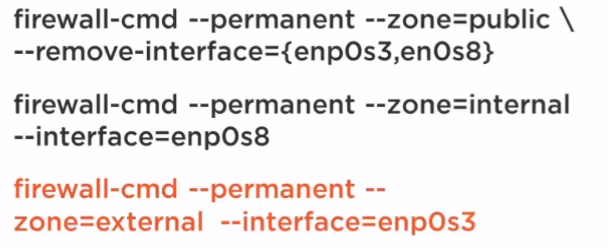 firewall-cmd --permanent --zone=public \
--remove-interface={enp0s3,en0s8}
firewall-cmd --permanent --zone=internal
--interface=enp0s8
firewall-cmd --permanent --
zone=external --interface=enp0s3